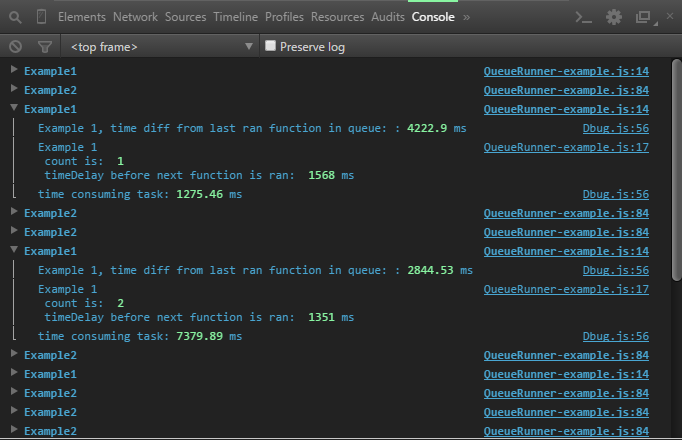 Elements Network Sources Timeline Profiles Resources Audits Console »
<top frame> Preserve log
Example1 QueueRunner-example.js:14
Example2 QueueRunner-example.js:84
Example1 QueueRunner-example.js:14
Example 1, time diff from last ran function in queue: : 4222.9 ms Dbug.js:56
Example 1 QueueRunner-example.js:17
count is: 1
timeDelay before next function is ran: 1568 ms
time consuming task: 1275.46 ms Dbug.js:56
Example2 QueueRunner-example.js:84
Example2 QueueRunner-example.js:84
Example1 QueueRunner-example.js:14
Example 1, time diff from last ran function in queue: : 2844.53 ms Dbug.js:56
Example 1 QueueRunner-example.js:17
count is: 2
timeDelay before next function is ran: 1351 ms
time consuming task: 7379.89 ms Dbug.js:56
Example2 QueueRunner-example.js:84
Example1 QueueRunner-example.js:14
Example2 QueueRunner-example.js:84
Example2 QueueRunner-example.js:84
Example2 QueueRunner-example.js:84